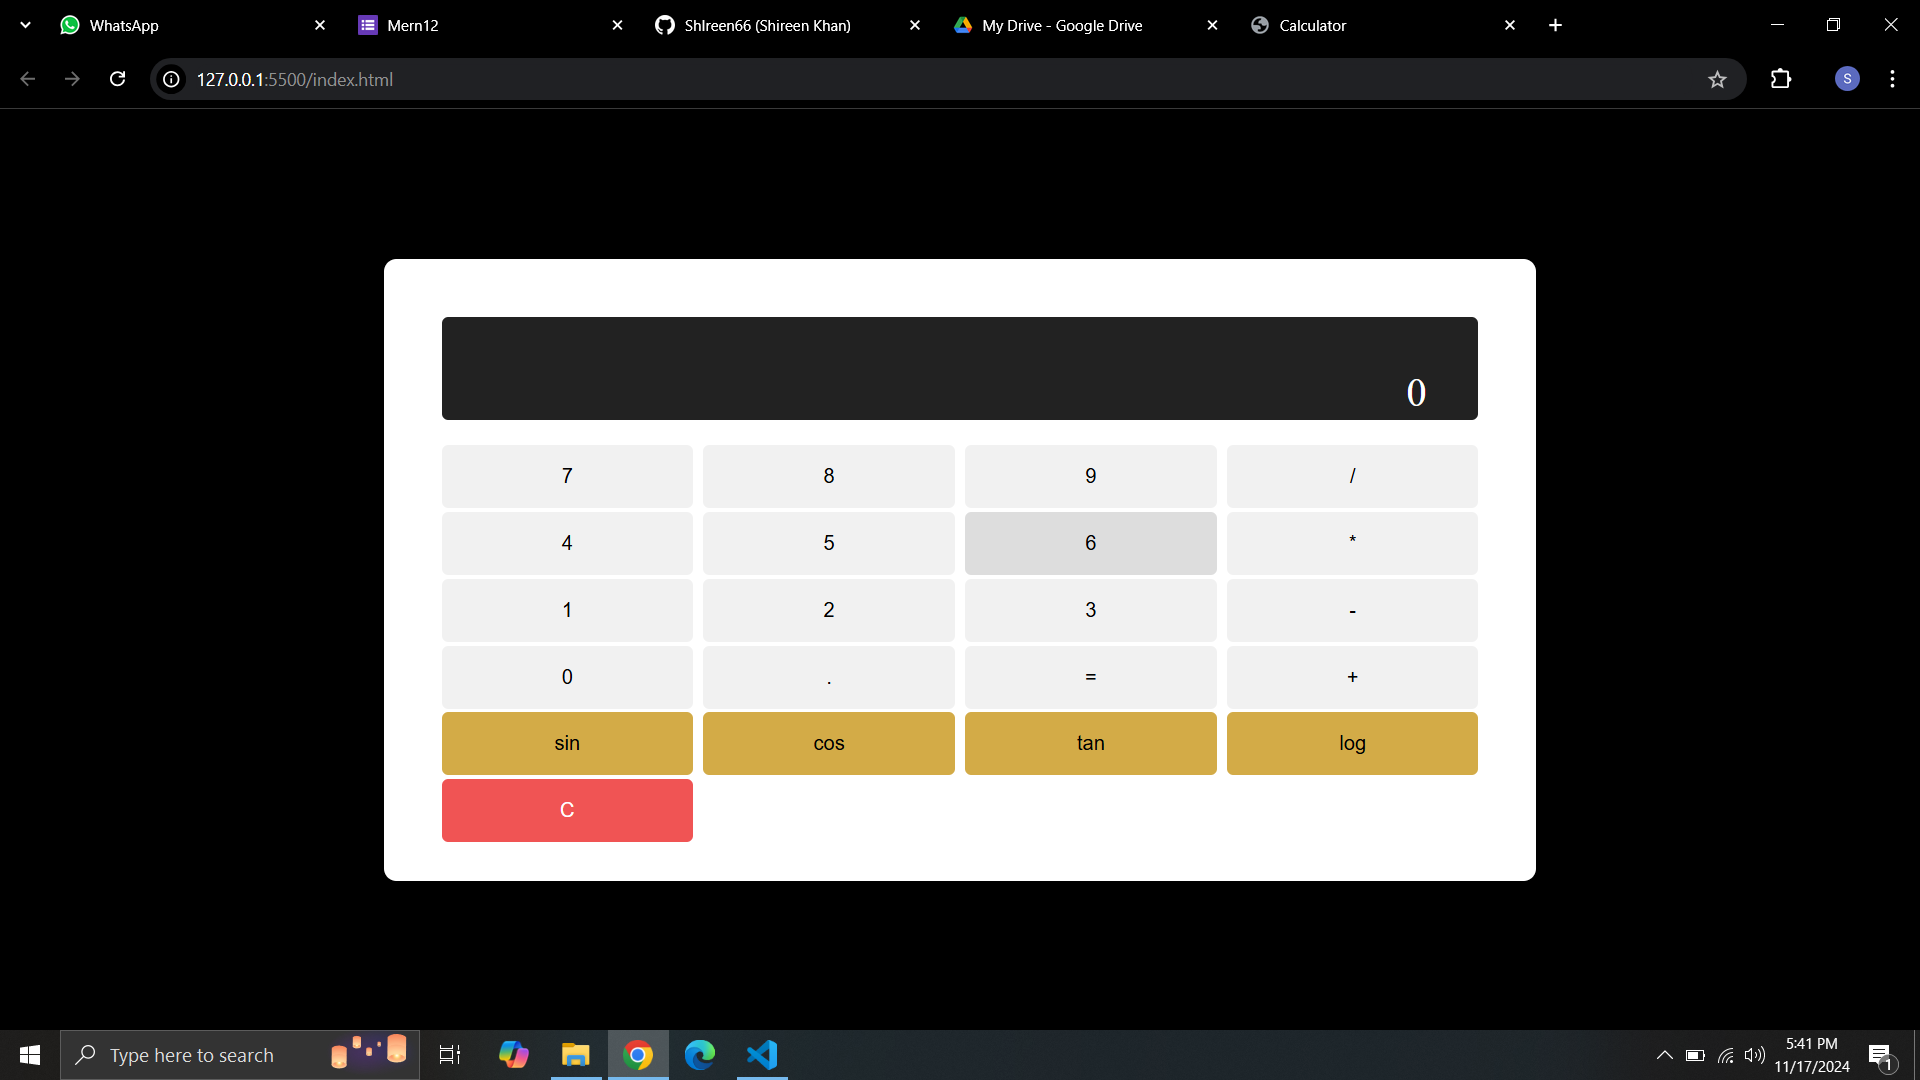 WhatsApp
Mern12
ShIreen66 (Shireen Khan)
My Drive - Google Drive
Calculator
127.0.0.1:5500/index.html
S
0
7 8 9 /
4 5 6 *
1 2 3 -
0 . = +
sin cos tan log
C
Type here to search
5:41 PM
11/17/2024
1